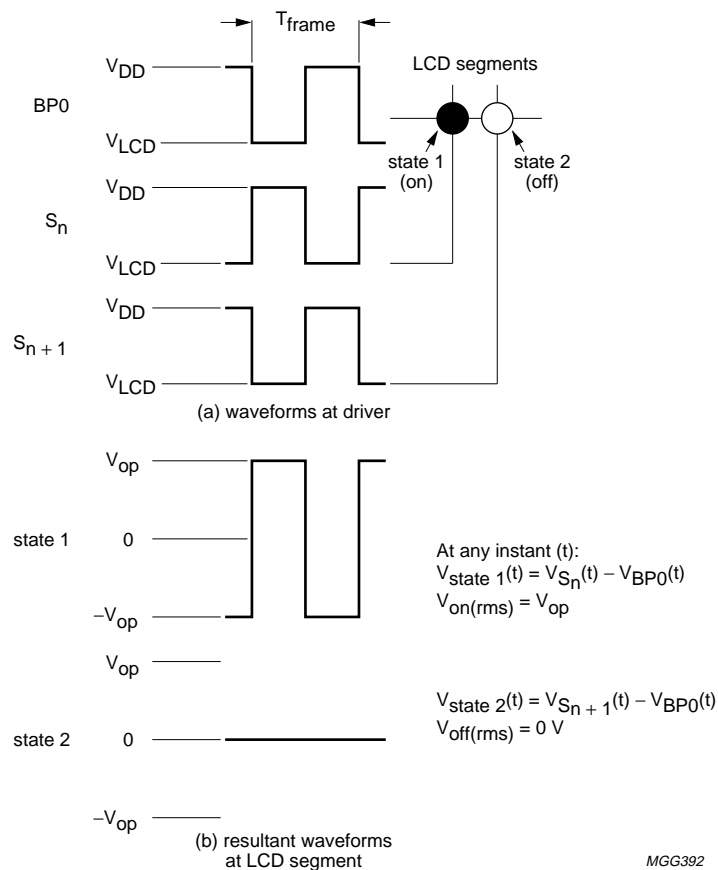 T_frame
V_DD
BP0
V_LCD
LCD segments
state 1
(on)
state 2
(off)
V_DD
S_n
V_LCD
V_DD
S_n + 1
V_LCD
(a) waveforms at driver
V_op
state 1
0
−V_op
At any instant (t):
V_state 1(t) = V_Sn(t) − V_BP0(t)
V_on(rms) = V_op
V_op
state 2
0
−V_op
V_state 2(t) = V_Sn + 1(t) − V_BP0(t)
V_off(rms) = 0 V
(b) resultant waveforms
at LCD segment
MGG392